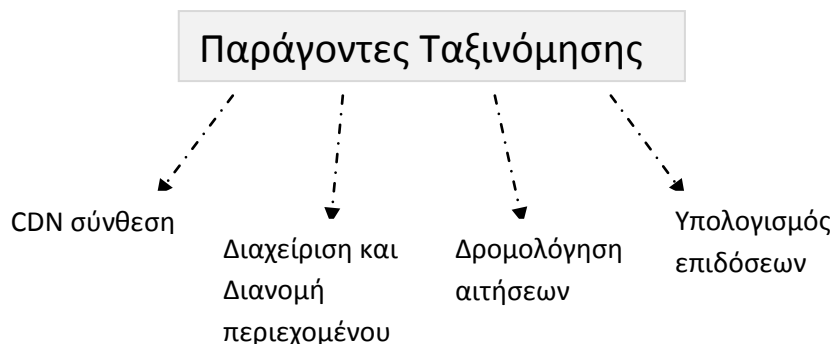 Παράγοντες Ταξινόμησης
CDN σύνθεση
Διαχείριση και
Διανομή
περιεχομένου
Δρομολόγηση
αιτήσεων
Υπολογισμός
επιδόσεων